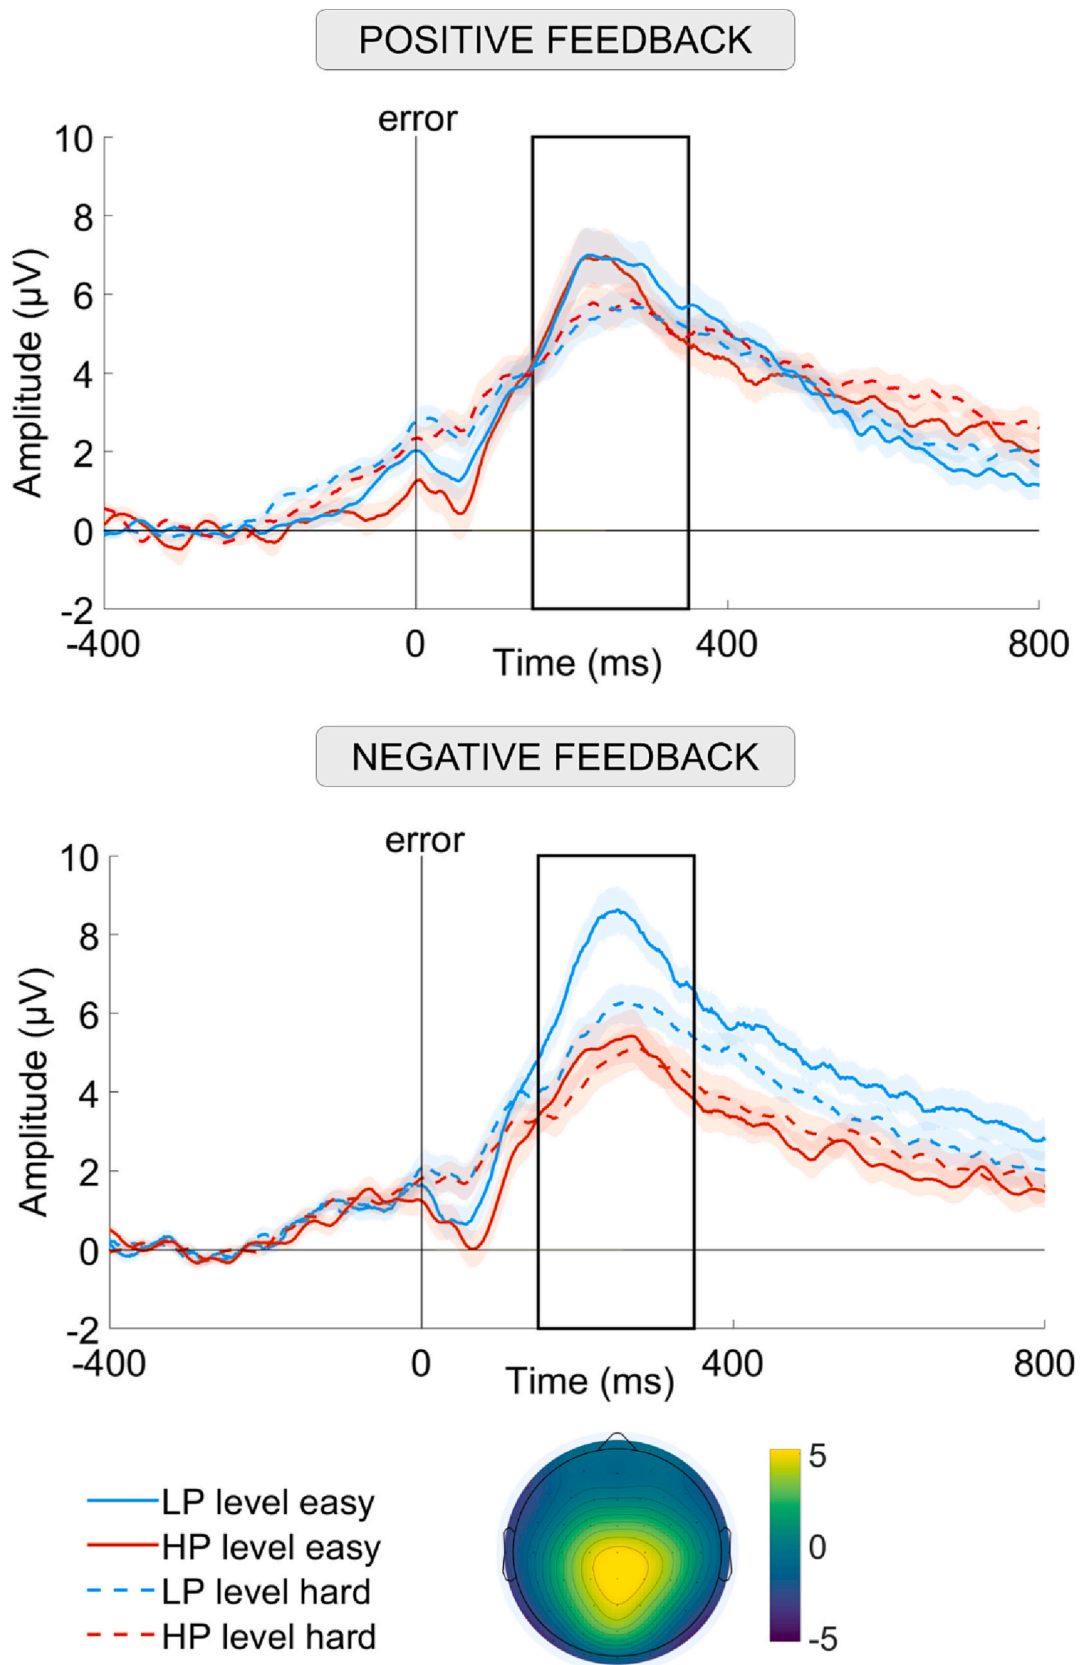 POSITIVE FEEDBACK
error
10
8
6
4
2
0
-2
Amplitude (µV)
-400
0
400
800
Time (ms)
NEGATIVE FEEDBACK
error
10
8
6
4
2
0
-2
Amplitude (µV)
-400
0
400
800
Time (ms)
LP level easy
HP level easy
LP level hard
HP level hard
5
0
-5